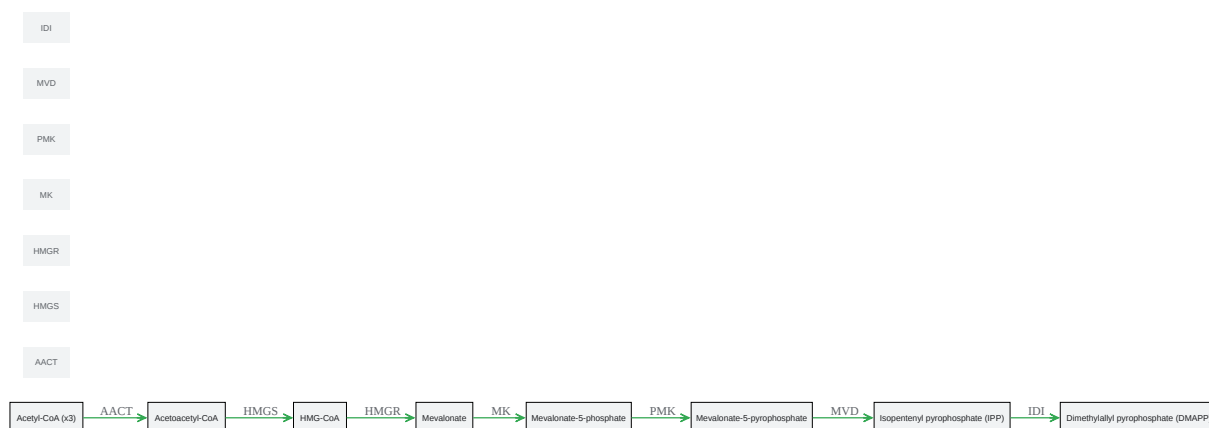 IDI
MVD
PMK
MK
HMGR
HMGS
AACT
Acetyl-CoA (x3) AACT Acetoacetyl-CoA HMGS HMG-CoA HMGR Mevalonate MK Mevalonate-5-phosphate PMK Mevalonate-5-pyrophosphate MVD Isopentenyl pyrophosphate (IPP) IDI Dimethylallyl pyrophosphate (DMAPP